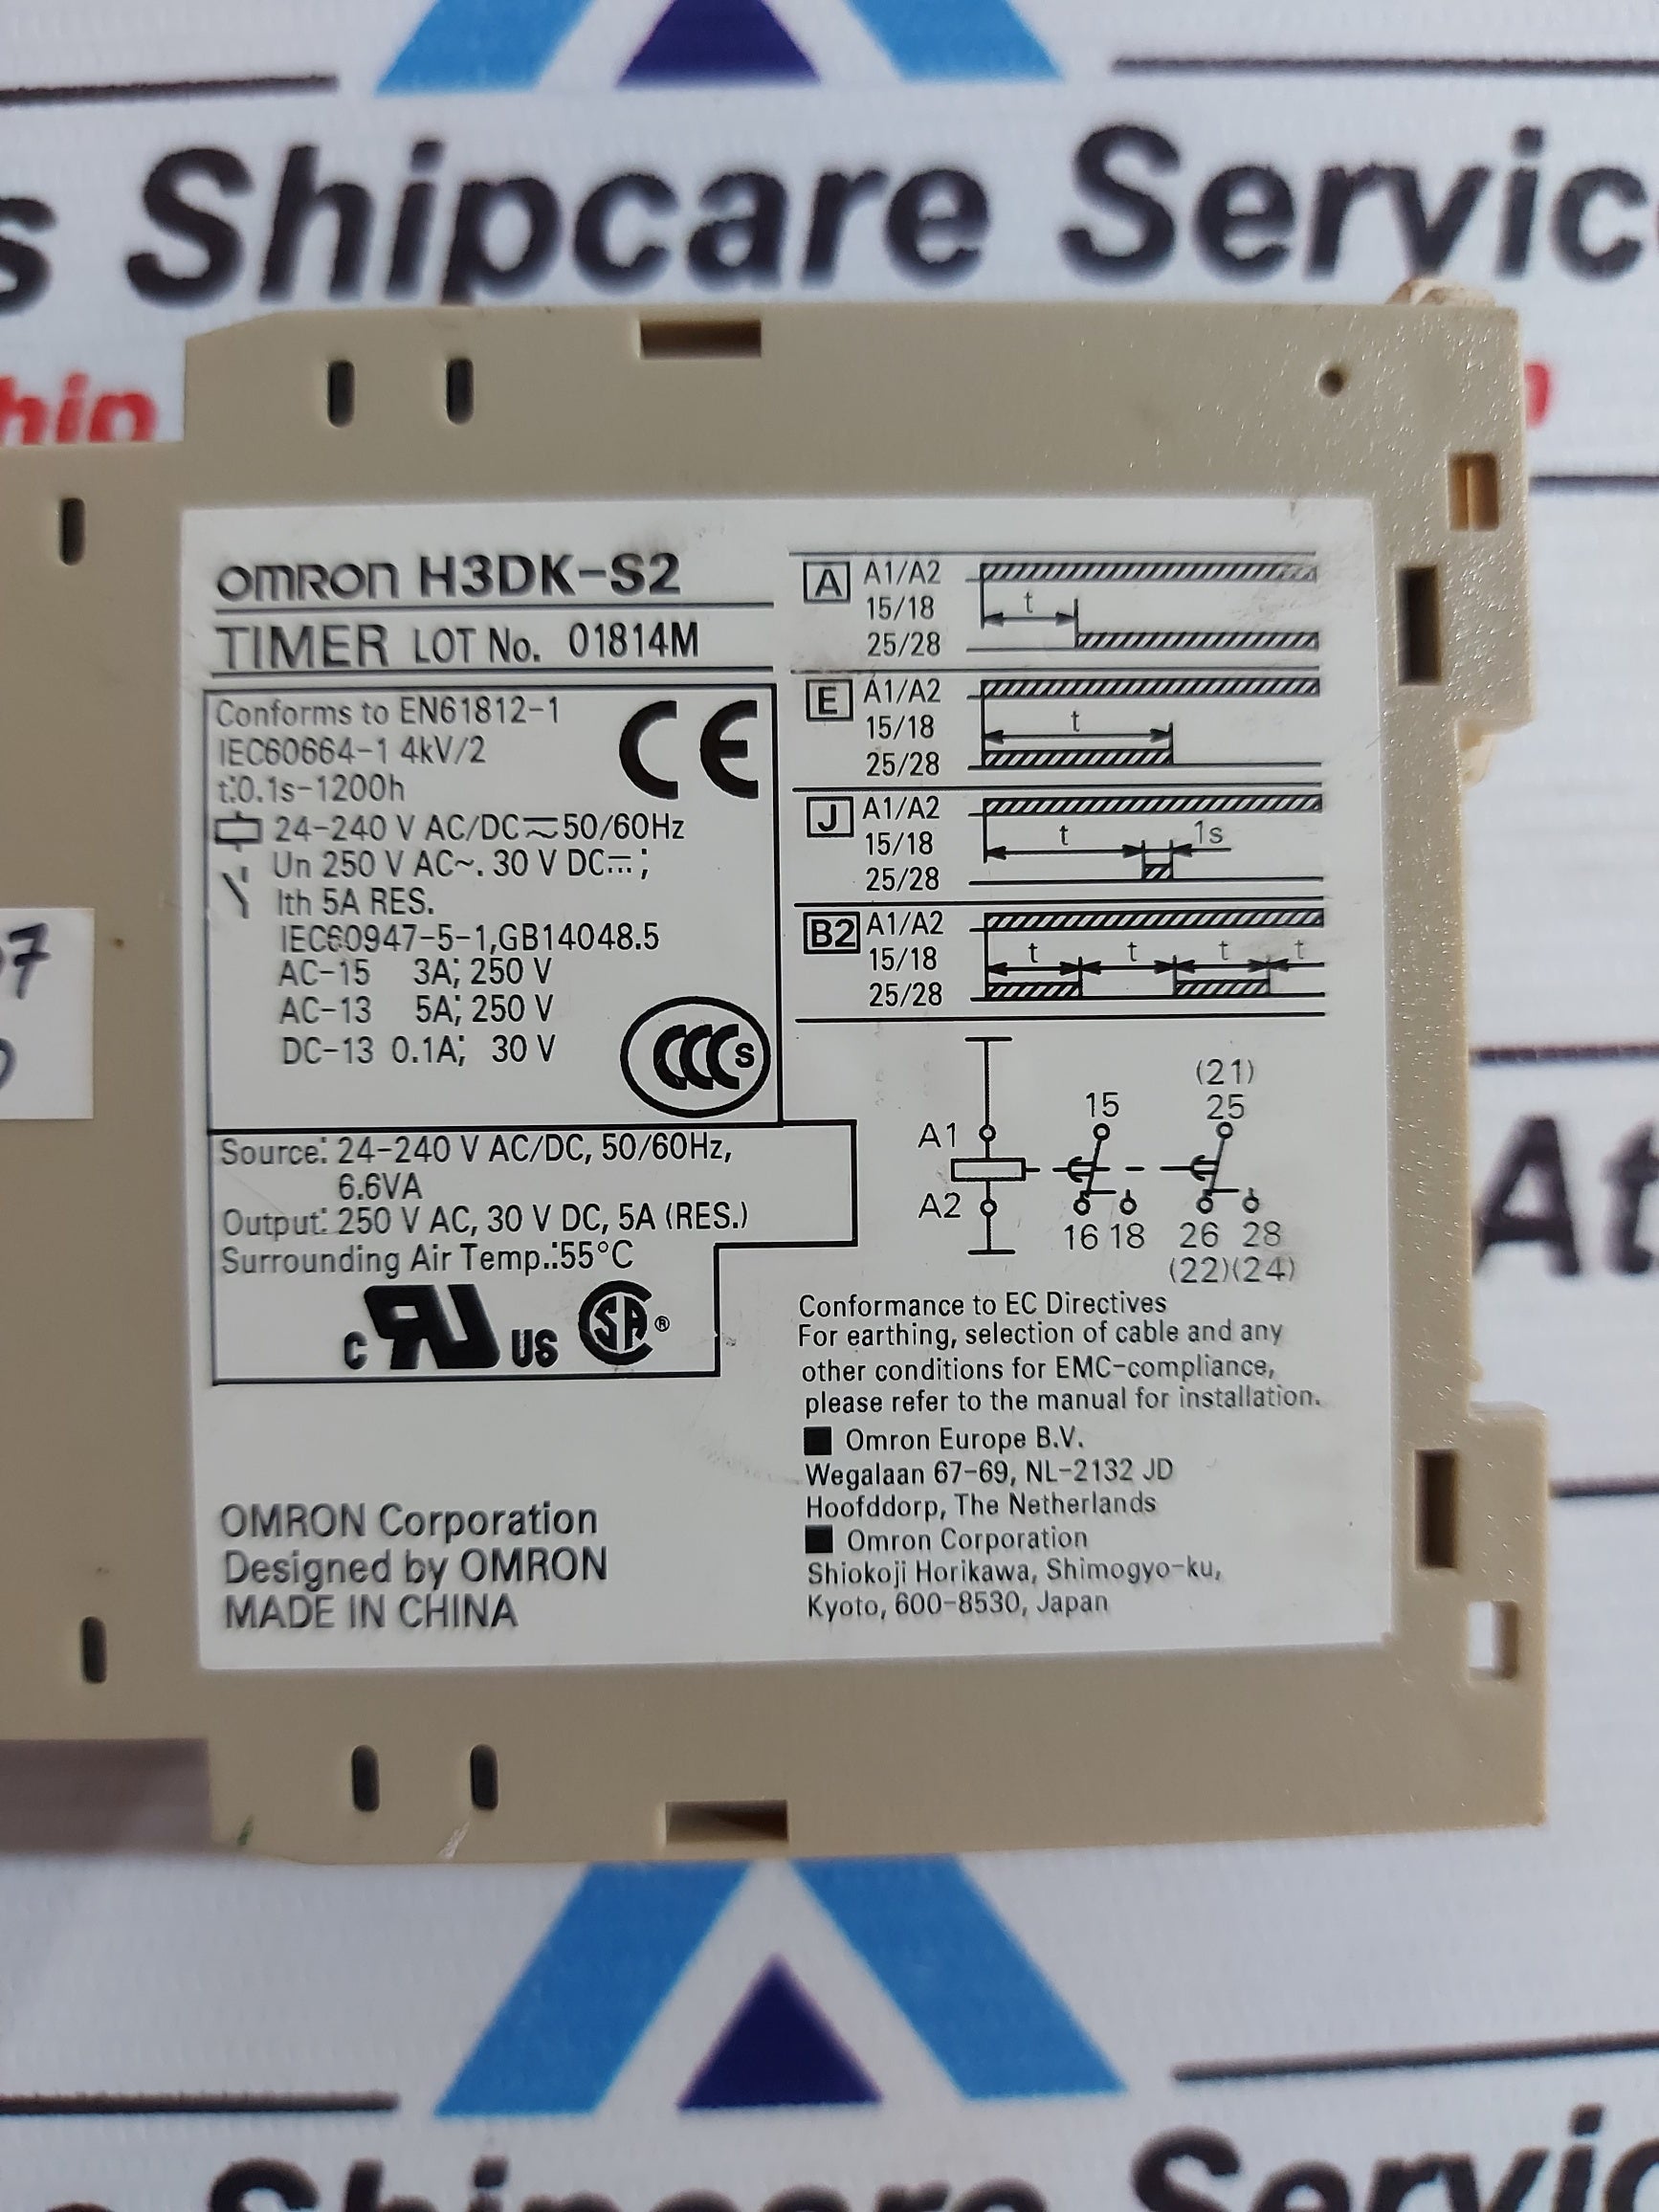 s Shipcare Servic
hip
OMRON H3DK-S2
TIMER LOT No. 01814M
Conforms to EN61812-1
IEC60664-1 4kV/2
t:0.1s-1200h
24-240 V AC/DC⎓~50/60Hz
Un 250 V AC~. 30 V DC⎓;
Ith 5A RES.
IEC60947-5-1,GB14048.5
AC-15 3A; 250 V
AC-13 5A; 250 V
DC-13 0.1A; 30 V
CE
CCC S
Source: 24-240 V AC/DC, 50/60Hz,
6.6VA
Output: 250 V AC, 30 V DC, 5A (RES.)
Surrounding Air Temp.:55°C
c RU US SA ®
OMRON Corporation
Designed by OMRON
MADE IN CHINA
A A1/A2
15/18 t
25/28
E A1/A2
15/18 t
25/28
J A1/A2
15/18 t 1s
25/28
B2 A1/A2
15/18 t t t t
25/28
(21)
15 25
A1
A2
16 18 26 28
(22)(24)
Conformance to EC Directives
For earthing, selection of cable and any
other conditions for EMC-compliance,
please refer to the manual for installation.
■ Omron Europe B.V.
Wegalaan 67-69, NL-2132 JD
Hoofddorp, The Netherlands
■ Omron Corporation
Shiokoji Horikawa, Shimogyo-ku,
Kyoto, 600-8530, Japan
7
At
Shipcare Servic